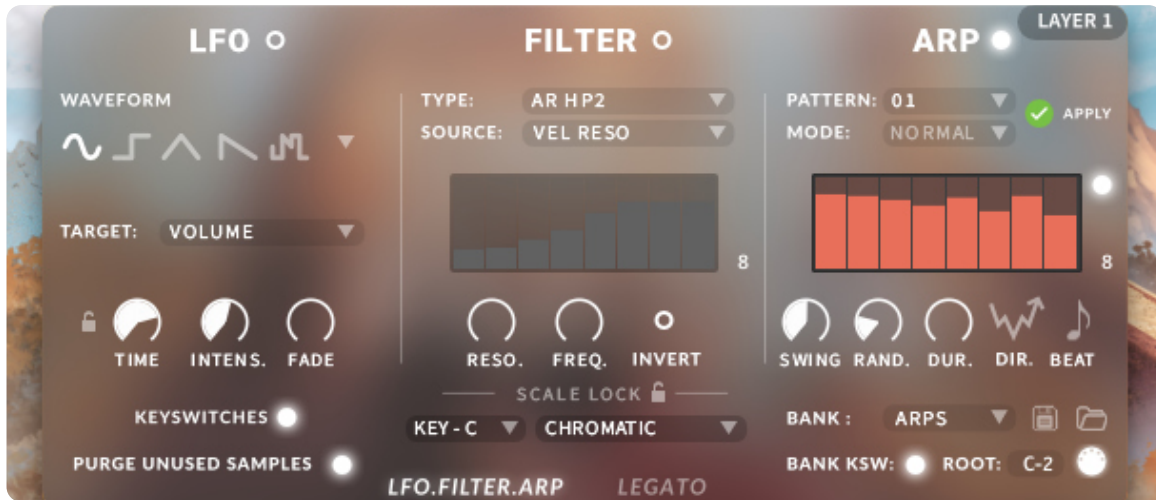 LAYER 1
LFO
WAVEFORM
TARGET: VOLUME
TIME INTENS. FADE
KEYSWITCHES
PURGE UNUSED SAMPLES
FILTER
TYPE: AR HP2
SOURCE: VEL RESO
8
RESO. FREQ. INVERT
SCALE LOCK
KEY - C CHROMATIC
LFO.FILTER.ARP LEGATO
ARP
PATTERN: 01
MODE: NORMAL
APPLY
8
SWING RAND. DUR. DIR. BEAT
BANK : ARPS
BANK KSW: ROOT: C-2